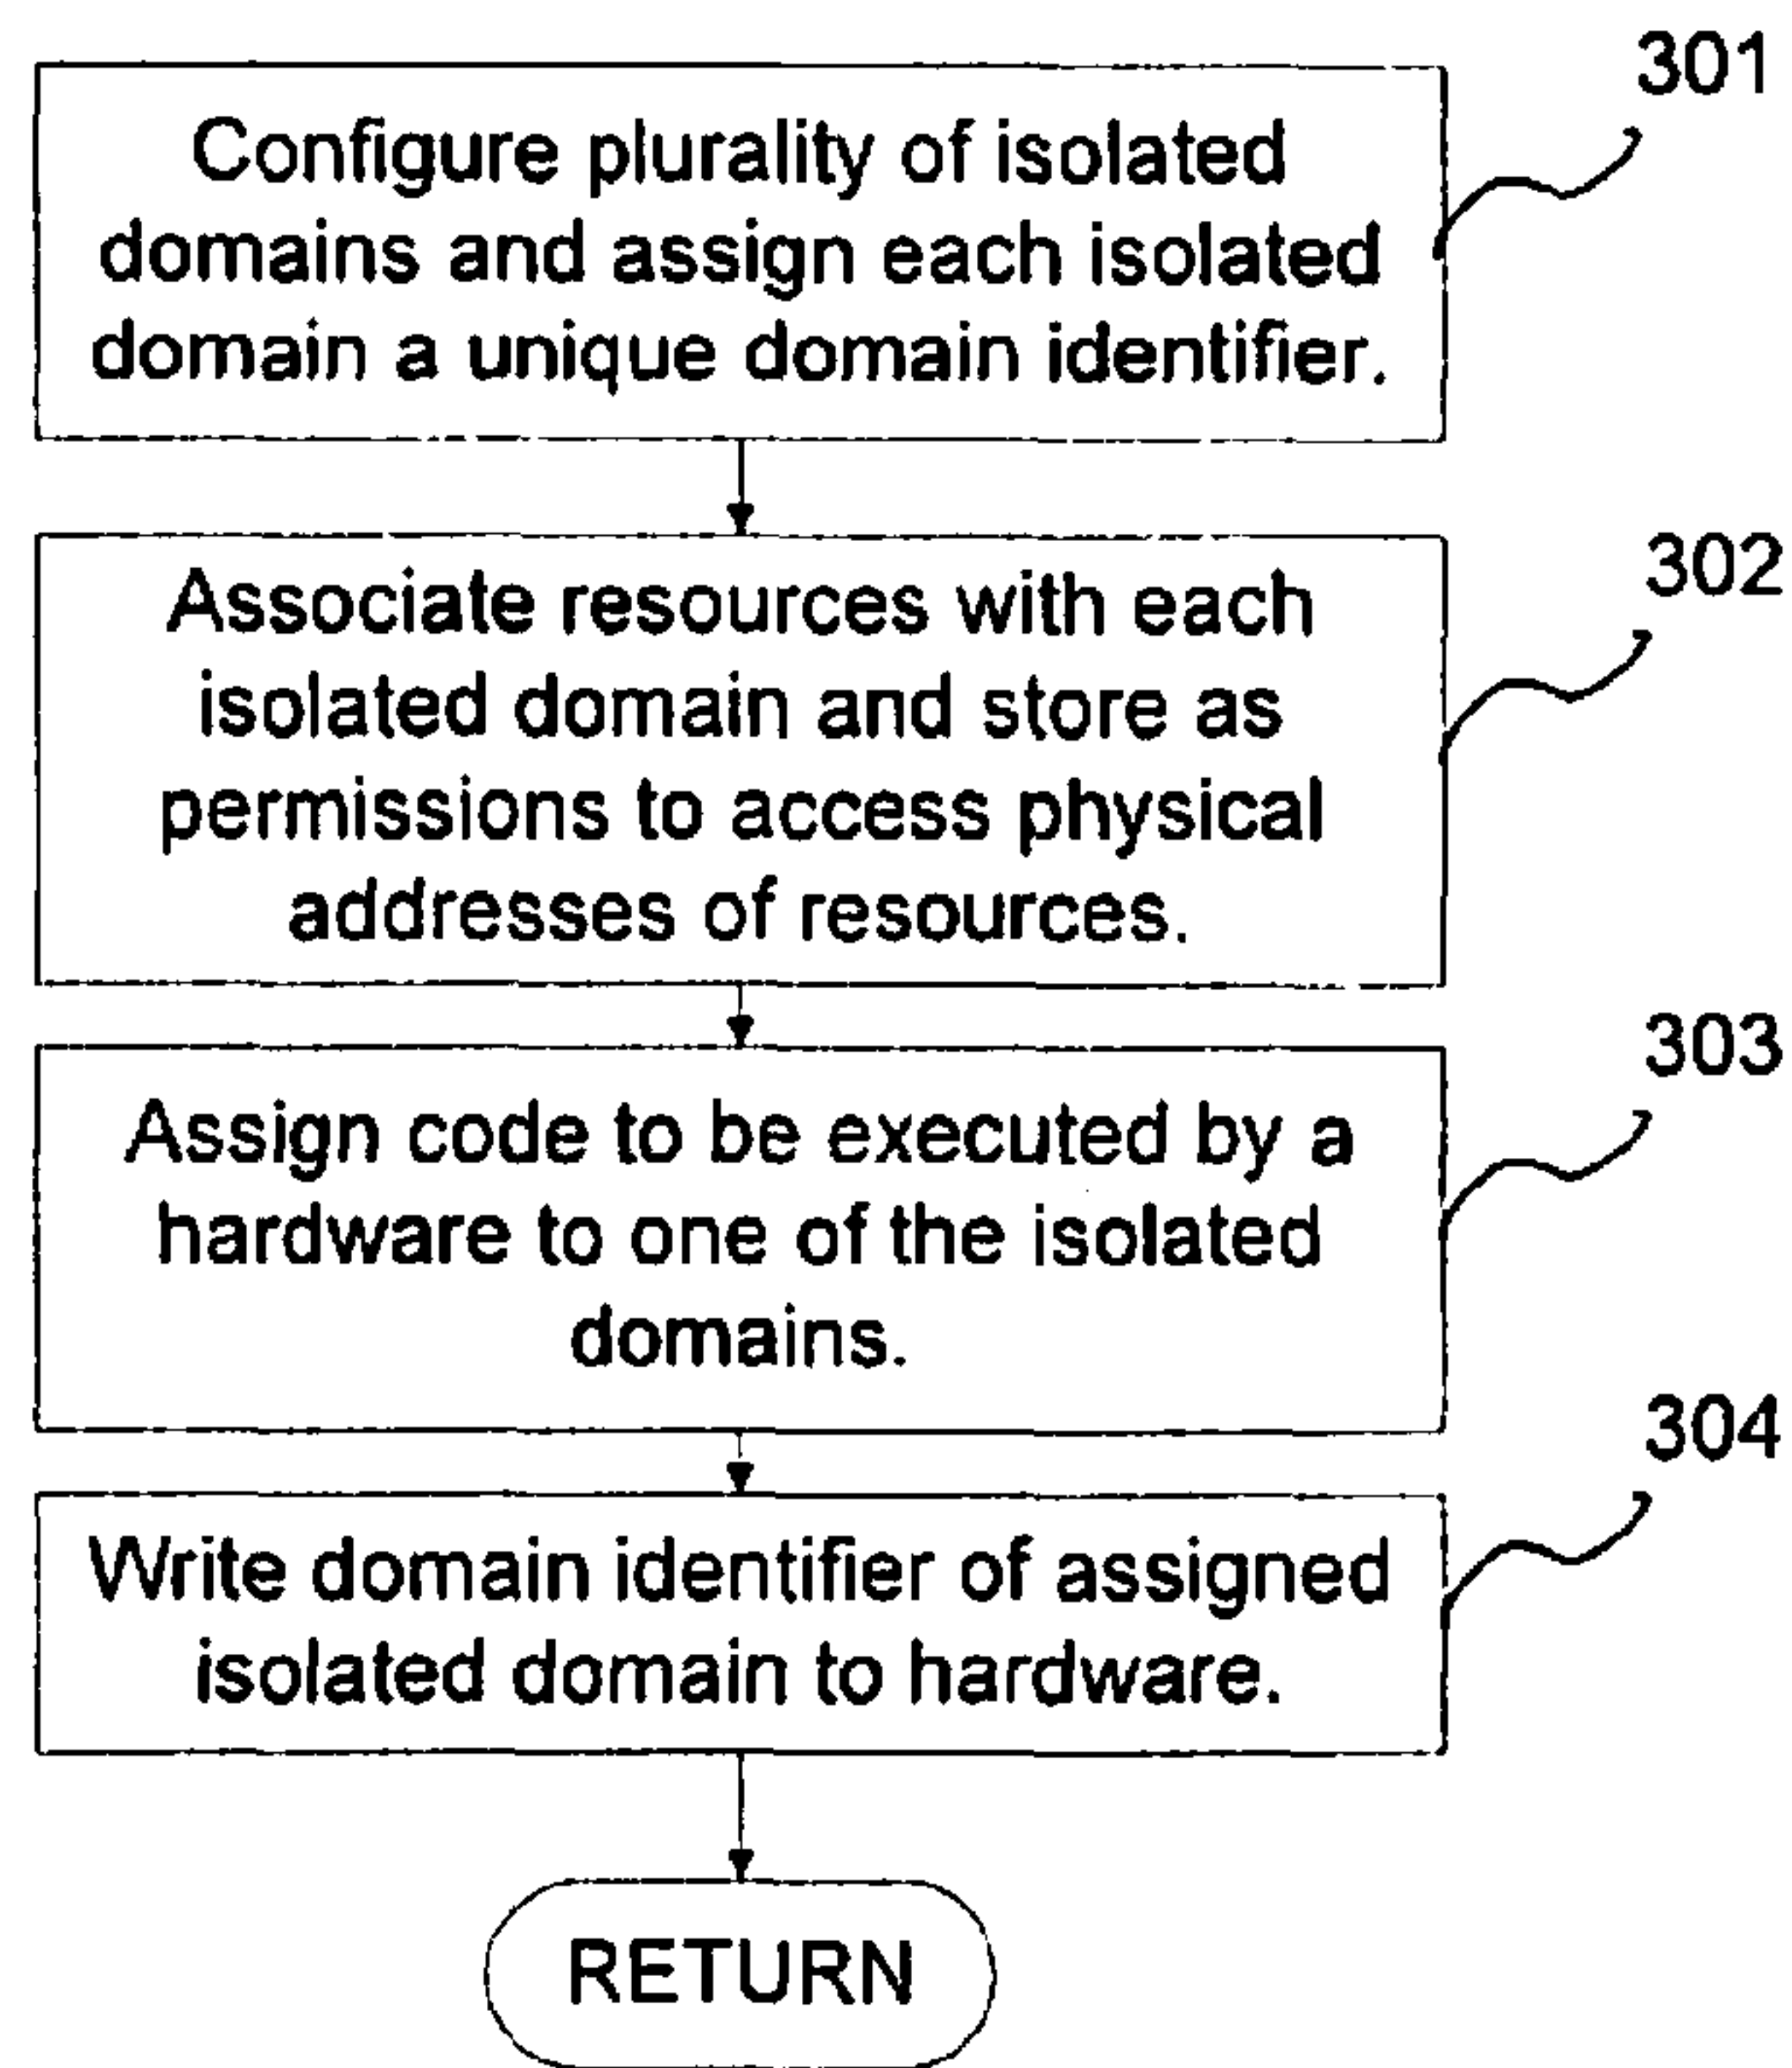 301
Configure plurality of isolated
domains and assign each isolated
domain a unique domain identifier.
302
Associate resources with each
isolated domain and store as
permissions to access physical
addresses of resources.
303
Assign code to be executed by a
hardware to one of the isolated
domains.
304
Write domain identifier of assigned
isolated domain to hardware.
RETURN